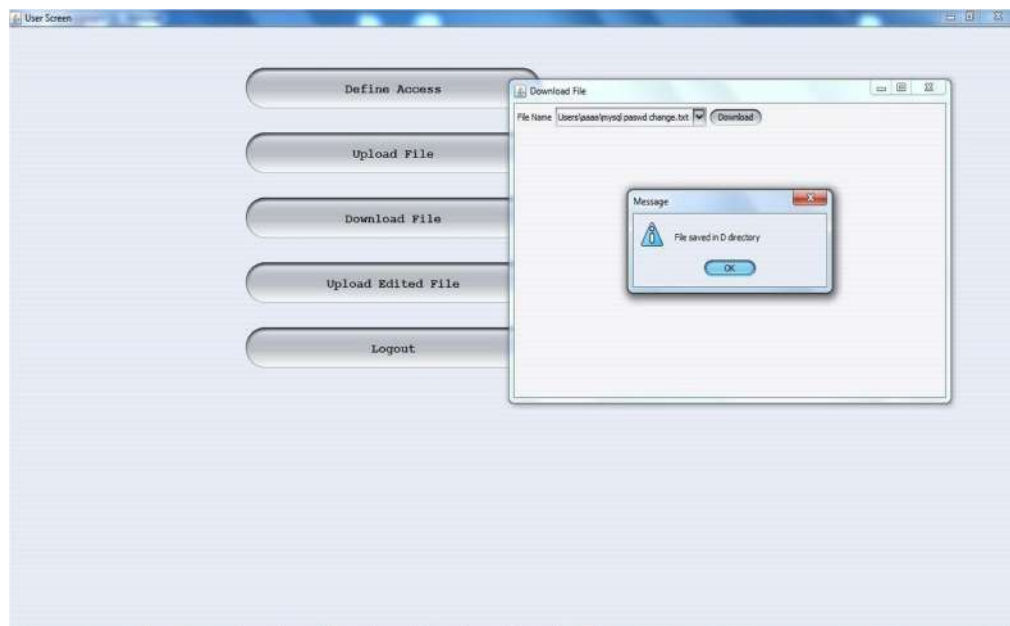 User Screen
Define Access
Upload File
Download File
Upload Edited File
Logout
Download File
File Name Users\aaaa\mysql paswd change.txt Download
Message
File saved in D directory
OK